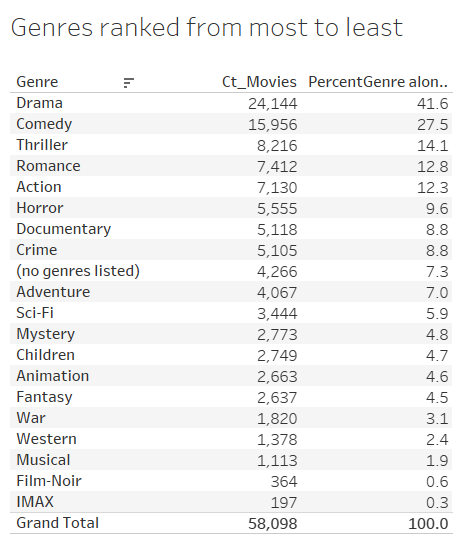 Genres ranked from most to least
Genre Ct_Movies PercentGenre alon..
Drama 24,144 41.6
Comedy 15,956 27.5
Thriller 8,216 14.1
Romance 7,412 12.8
Action 7,130 12.3
Horror 5,555 9.6
Documentary 5,118 8.8
Crime 5,105 8.8
(no genres listed) 4,266 7.3
Adventure 4,067 7.0
Sci-Fi 3,444 5.9
Mystery 2,773 4.8
Children 2,749 4.7
Animation 2,663 4.6
Fantasy 2,637 4.5
War 1,820 3.1
Western 1,378 2.4
Musical 1,113 1.9
Film-Noir 364 0.6
IMAX 197 0.3
Grand Total 58,098 100.0